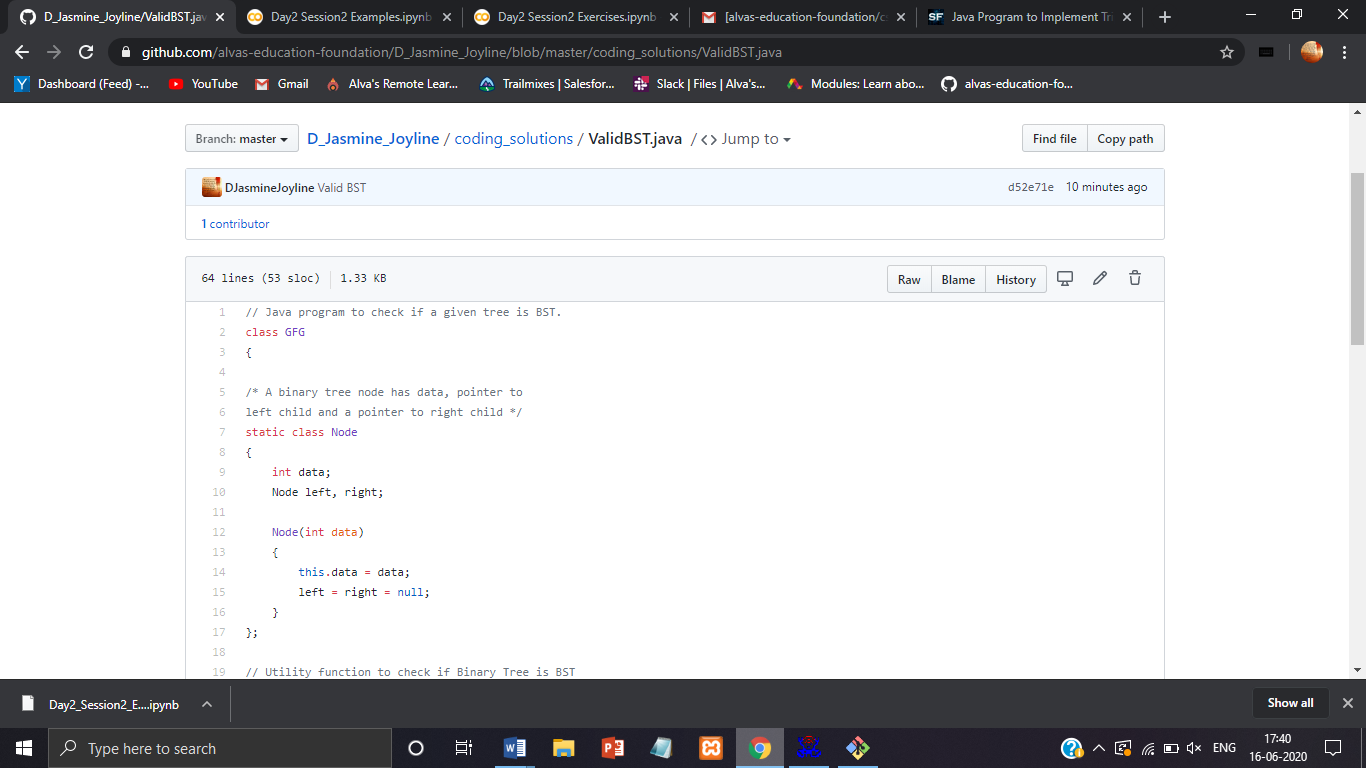 D_Jasmine_Joyline/ValidBST.jav
Day2 Session2 Examples.ipynb
Day2 Session2 Exercises.ipynb
[alvas-education-foundation/cs
SF Java Program to Implement Tri
github.com/alvas-education-foundation/D_Jasmine_Joyline/blob/master/coding_solutions/ValidBST.java
Y Dashboard (Feed) -...
YouTube
Gmail
Alva's Remote Lear...
Trailmixes | Salesfor...
Slack | Files | Alva's...
Modules: Learn abo...
alvas-education-fo...
Branch: master
D_Jasmine_Joyline / coding_solutions / ValidBST.java / <> Jump to
Find file
Copy path
DJasmineJoyline Valid BST
d52e71e 10 minutes ago
1 contributor
64 lines (53 sloc) 1.33 KB
Raw
Blame
History
1 // Java program to check if a given tree is BST.
2 class GFG
3 {
4
5 /* A binary tree node has data, pointer to
6 left child and a pointer to right child */
7 static class Node
8 {
9 int data;
10 Node left, right;
11
12 Node(int data)
13 {
14 this.data = data;
15 left = right = null;
16 }
17 };
18
19 // Utility function to check if Binary Tree is BST
Day2_Session2_E....ipynb
Show all
Type here to search
ENG
17:40
16-06-2020